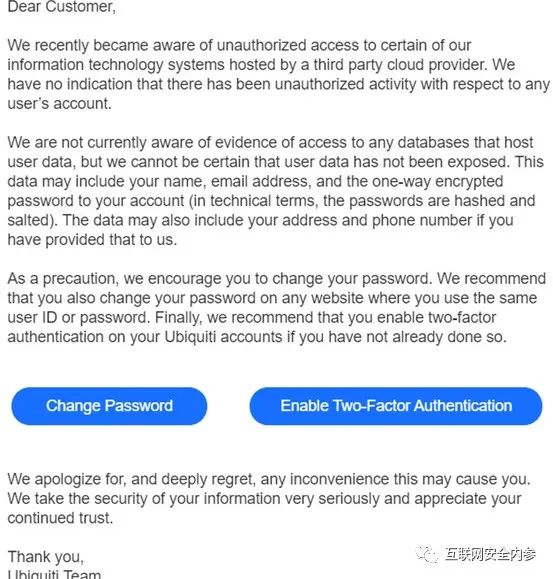 Dear Customer,
We recently became aware of unauthorized access to certain of our
information technology systems hosted by a third party cloud provider. We
have no indication that there has been unauthorized activity with respect to any
user's account.
We are not currently aware of evidence of access to any databases that host
user data, but we cannot be certain that user data has not been exposed. This
data may include your name, email address, and the one-way encrypted
password to your account (in technical terms, the passwords are hashed and
salted). The data may also include your address and phone number if you
have provided that to us.
As a precaution, we encourage you to change your password. We recommend
that you also change your password on any website where you use the same
user ID or password. Finally, we recommend that you enable two-factor
authentication on your Ubiquiti accounts if you have not already done so.
Change Password
Enable Two-Factor Authentication
We apologize for, and deeply regret, any inconvenience this may cause you.
We take the security of your information very seriously and appreciate your
continued trust.
Thank you,
Ubiquiti Team
互联网安全内参